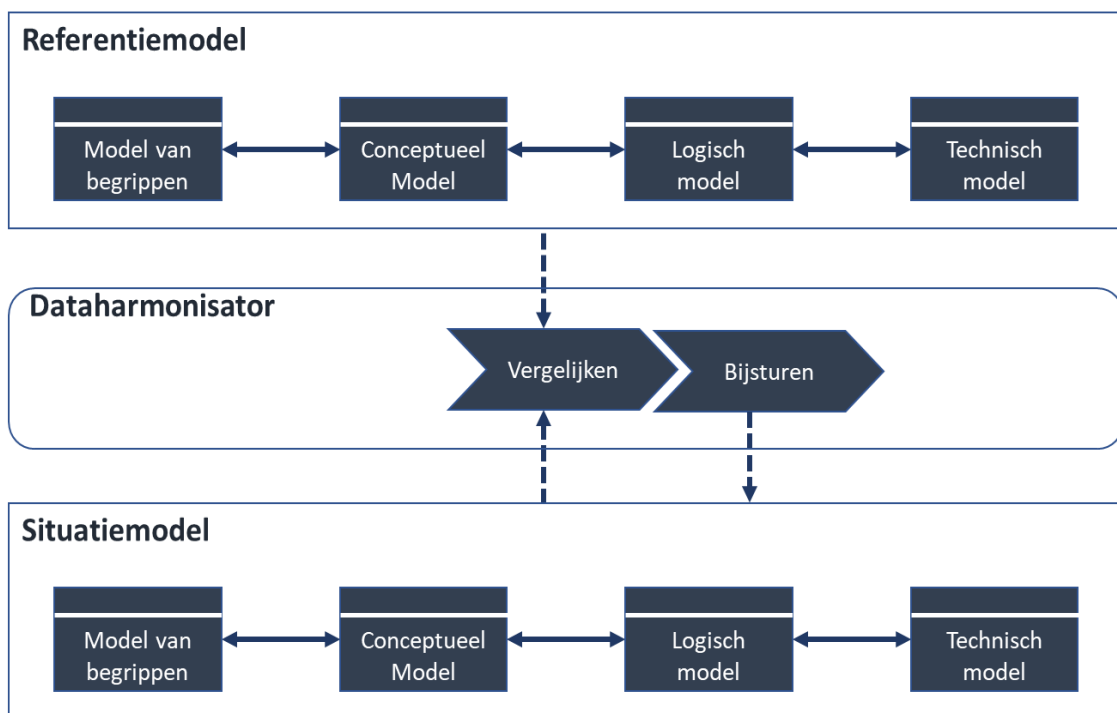 Referentiemodel
Model van
begrippen
Conceptueel
Model
Logisch
model
Technisch
model
Dataharmonisator
Vergelijken
Bijsturen
Situatiemodel
Model van
begrippen
Conceptueel
Model
Logisch
model
Technisch
model